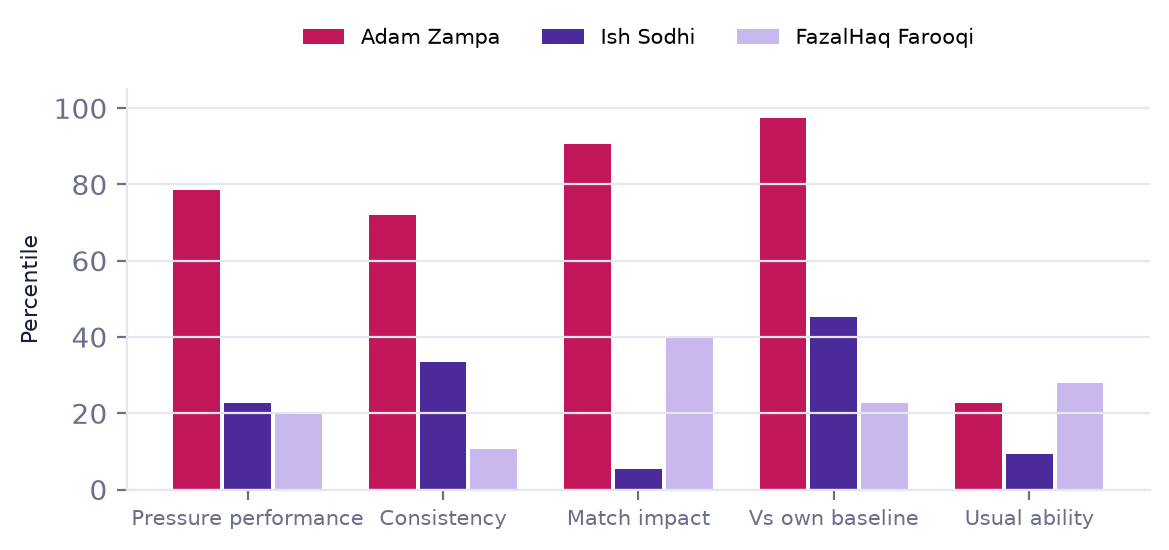 Adam Zampa Ish Sodhi FazalHaq Farooqi
Percentile
100
80
60
40
20
0
Pressure performance Consistency Match impact Vs own baseline Usual ability